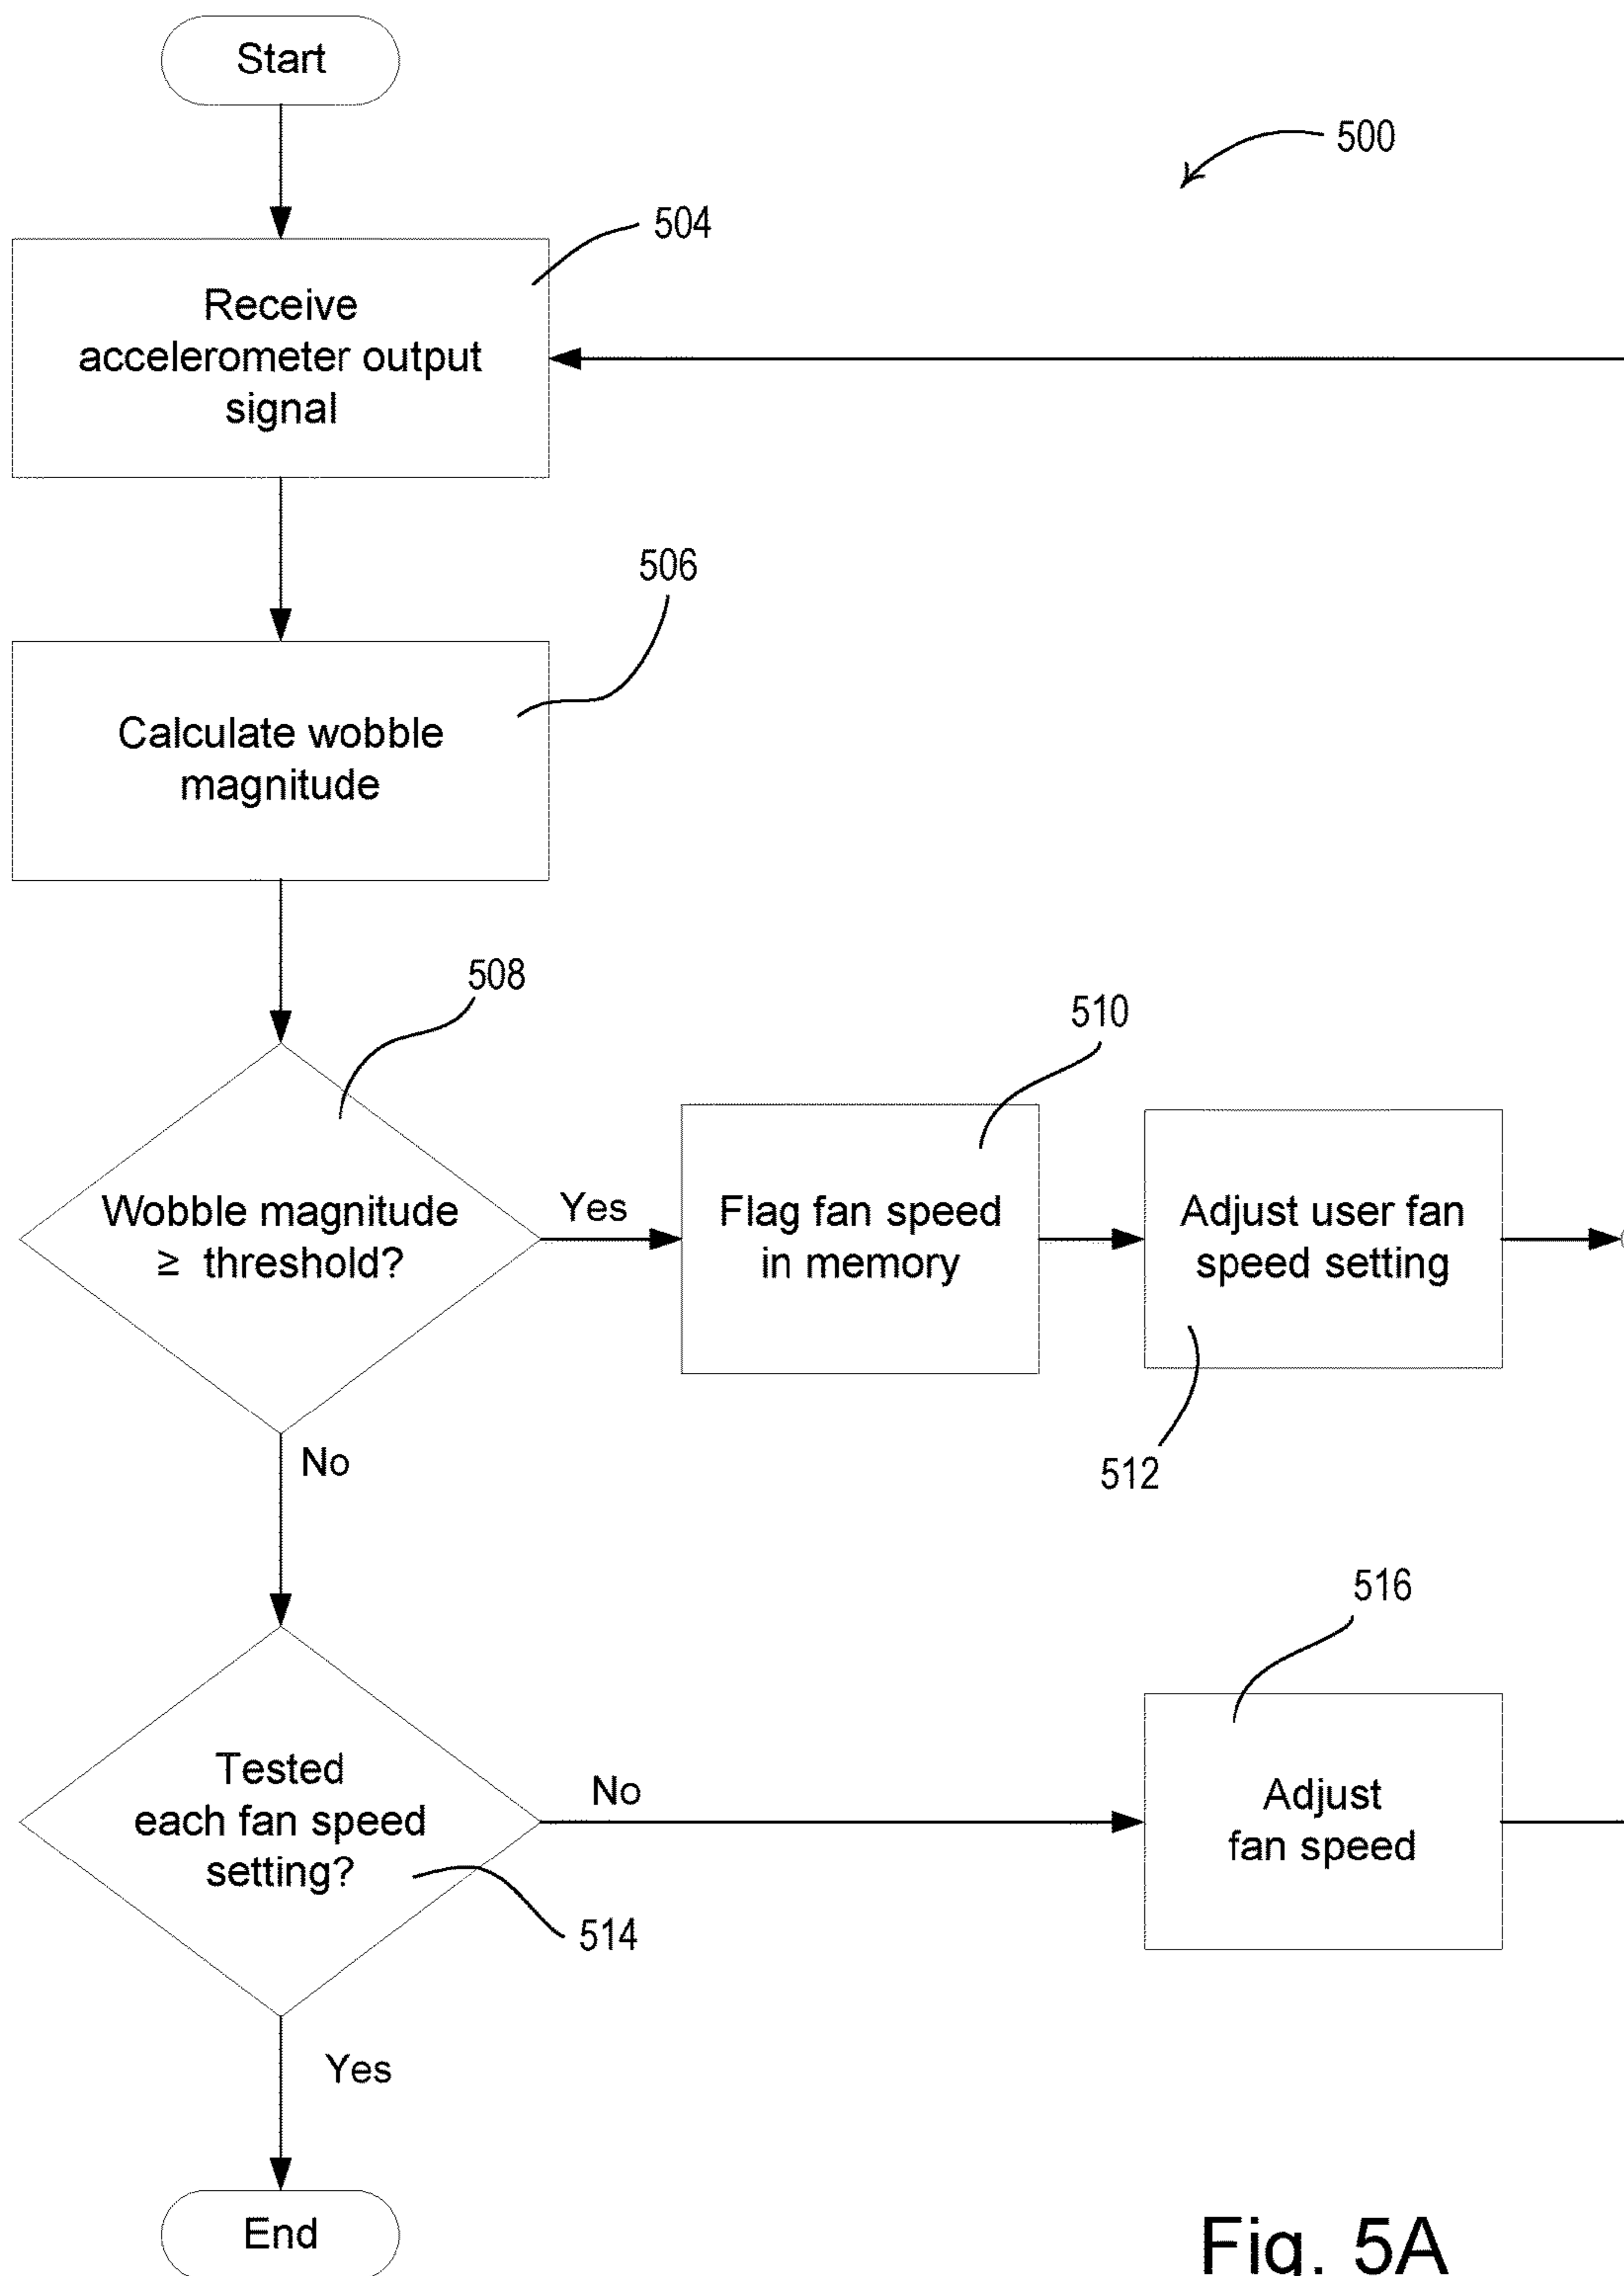 Start
500
504
Receive
accelerometer output
signal
506
Calculate wobble
magnitude
508
Wobble magnitude
≥ threshold?
Yes
510
Flag fan speed
in memory
Adjust user fan
speed setting
512
No
516
Tested
each fan speed
setting?
No
Adjust
fan speed
514
Yes
End
Fig. 5A